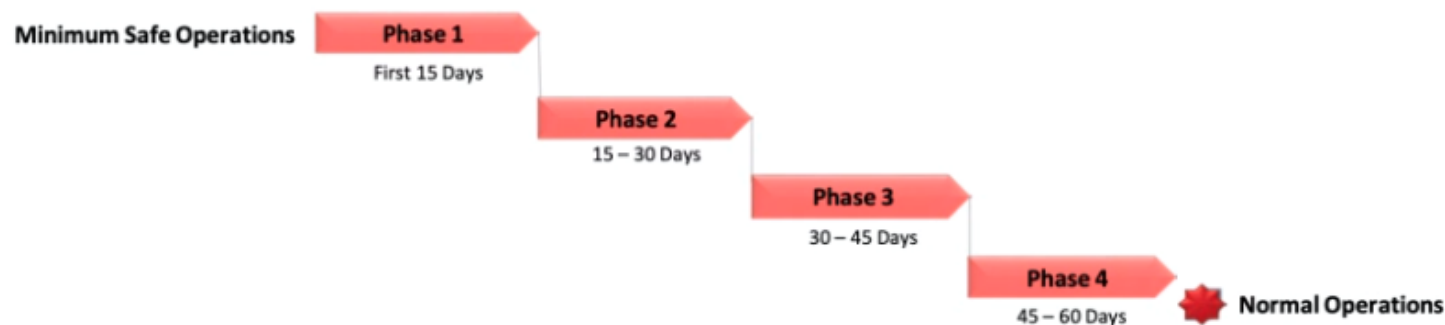 Minimum Safe Operations
Phase 1
First 15 Days
Phase 2
15 – 30 Days
Phase 3
30 – 45 Days
Phase 4
45 – 60 Days
Normal Operations